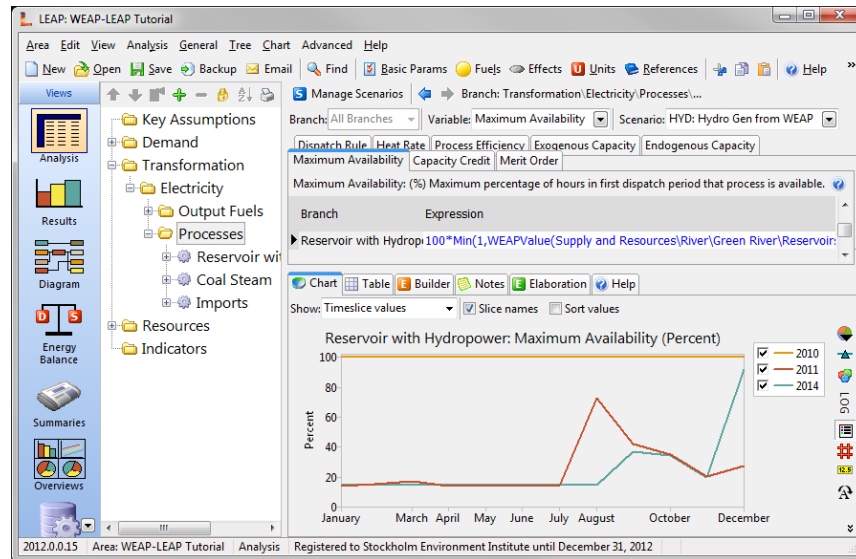 LEAP: WEAP-LEAP Tutorial
Area Edit View Analysis General Tree Chart Advanced Help
New Open Save Backup Email Find Basic Params Fuels Effects Units References Help »
Views
Manage Scenarios Branch: Transformation\Electricity\Processes\...
Branch: All Branches Variable: Maximum Availability Scenario: HYD: Hydro Gen from WEAP
Dispatch Rule Heat Rate Process Efficiency Exogenous Capacity Endogenous Capacity
Maximum Availability Capacity Credit Merit Order
Maximum Availability: (%) Maximum percentage of hours in first dispatch period that process is available.
Branch Expression
Reservoir with Hydrop 100*Min(1,WEAPValue(Supply and Resources\River\Green River\Reservoirs
Analysis
Results
Diagram
Energy
Balance
Summaries
Overviews
Key Assumptions
Demand
Transformation
Electricity
Output Fuels
Processes
Reservoir wit
Coal Steam
Imports
Resources
Indicators
Chart Table Builder Notes Elaboration Help
Show: Timeslice values Slice names Sort values
Reservoir with Hydropower: Maximum Availability (Percent)
Percent
100
80
60
40
20
0
January March April May June July August October December
2010
2011
2014
LOG
12.5
2012.0.0.15 Area: WEAP-LEAP Tutorial Analysis Registered to Stockholm Environment Institute until December 31, 2012